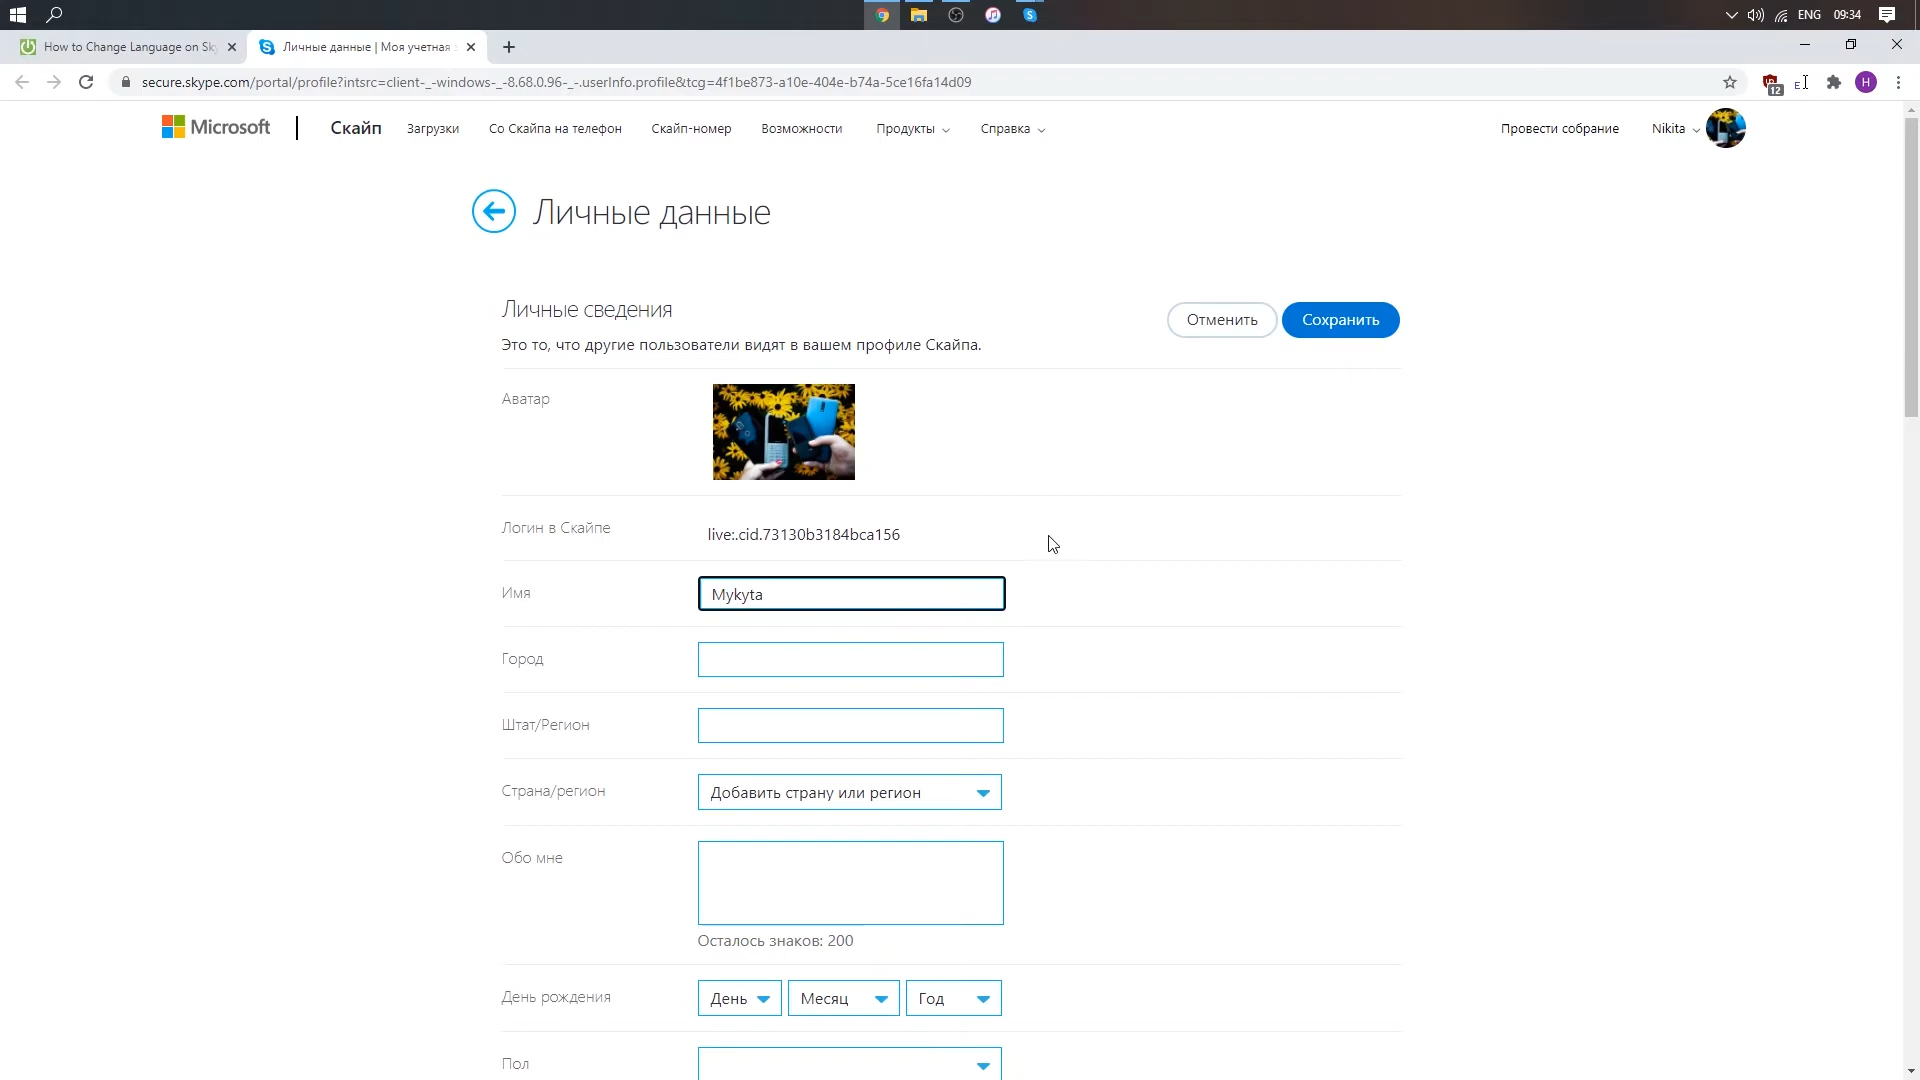 ENG 09:34
How to Change Language on Sky
Личные данные | Моя учетная з
secure.skype.com/portal/profile?intsrc=client-_-windows-_-8.68.0.96-_-.userInfo.profile&tcg=4f1be873-a10e-404e-b74a-5ce16fa14d09
12
H
Microsoft Скайп Загрузки Со Скайпа на телефон Скайп-номер Возможности Продукты Справка Провести собрание Nikita
Личные данные
Личные сведения
Отменить Сохранить
Это то, что другие пользователи видят в вашем профиле Скайпа.
Аватар
Логин в Скайпе live:.cid.73130b3184bca156
Имя Mykyta
Город
Штат/Регион
Страна/регион Добавить страну или регион
Обо мне
Осталось знаков: 200
День рождения День Месяц Год
Пол